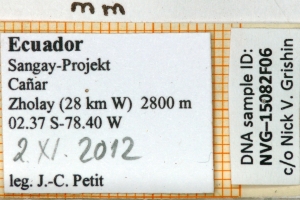 mm
Ecuador
Sangay-Projekt
Cañar
Zholay (28 km W) 2800 m
02.37 S-78.40 W
2 XI. 2012
leg. J.-C. Petit
DNA sample ID:
NVG-15082F06
c/o Nick V. Grishin